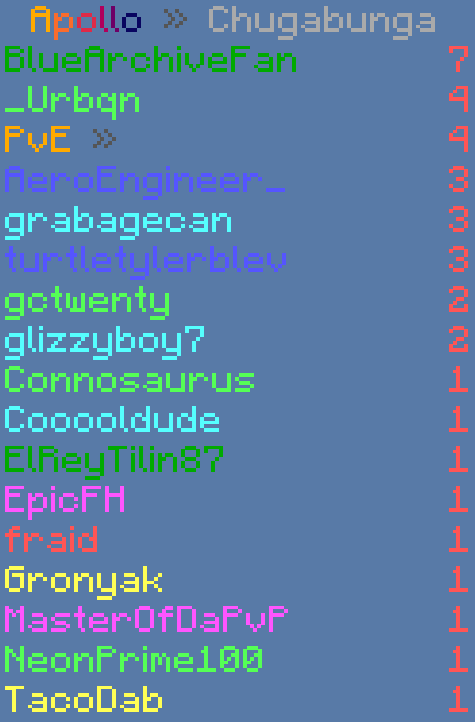 Apollo » Chugabunga
BlueArchiveFan 7
_Urbqn 4
PvE » 4
AeroEngineer_ 3
grabagecan 3
turtletylerblev 3
gctwenty 2
glizzyboy7 2
Connosaurus 1
Cooooldude 1
ElReyTilin87 1
EpicFH 1
fraid 1
Gronyak 1
MasterOfDaPvP 1
NeonPrime100 1
TacoDab 1